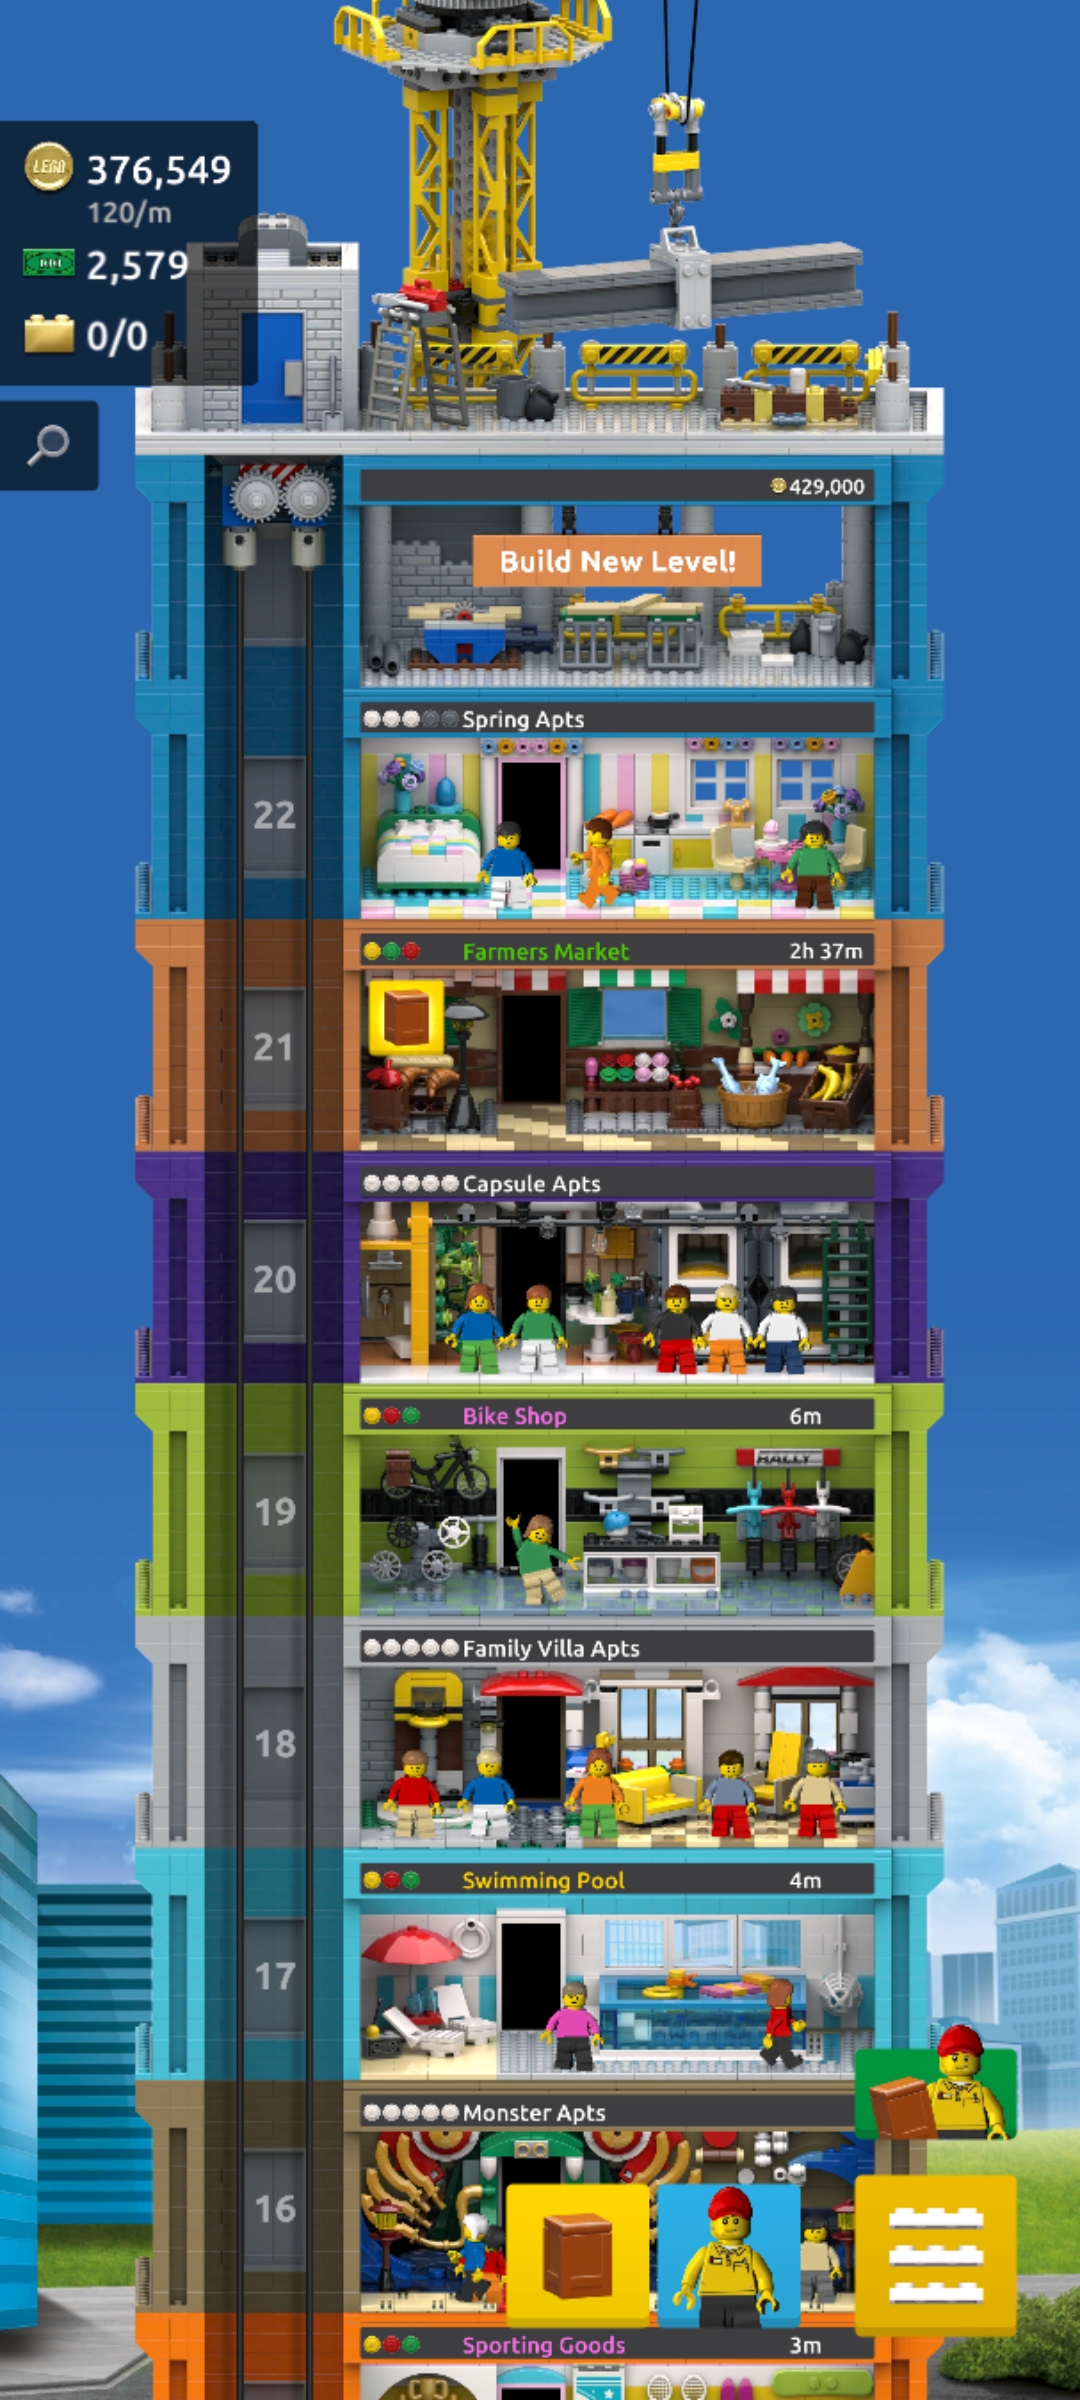 LEGO
376,549
120/m
2,579
0/0
429,000
Build New Level!
Spring Apts
22
Farmers Market 2h 37m
21
Capsule Apts
20
Bike Shop 6m
RALLY
19
Family Villa Apts
18
Swimming Pool 4m
17
Monster Apts
16
Sporting Goods 3m